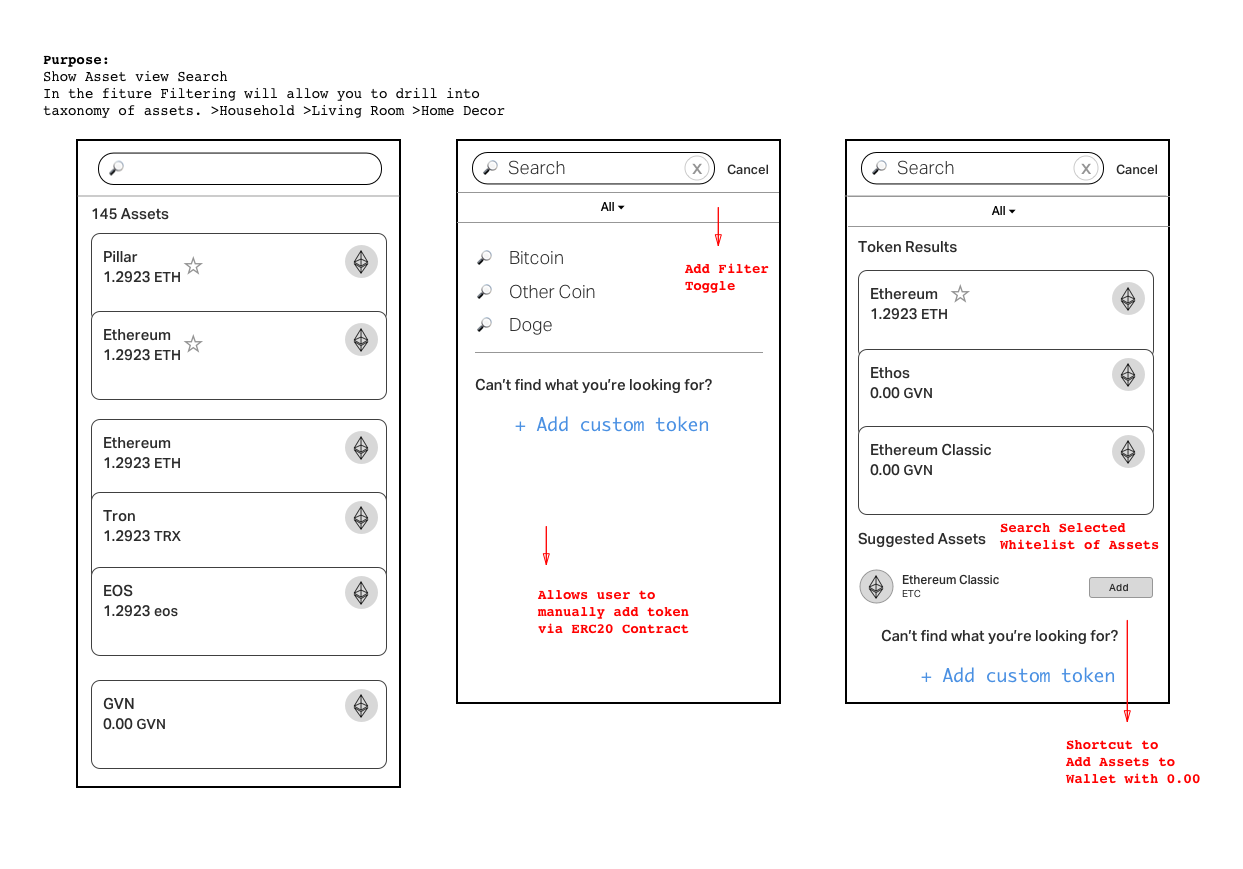 Purpose:
Show Asset view Search
In the fiture Filtering will allow you to drill into
taxonomy of assets. >Household >Living Room >Home Decor
145 Assets
Pillar
1.2923 ETH
Ethereum
1.2923 ETH
Ethereum
1.2923 ETH
Tron
1.2923 TRX
EOS
1.2923 eos
GVN
0.00 GVN
Search
X
Cancel
All
Add Filter
Toggle
Bitcoin
Other Coin
Doge
Can't find what you're looking for?
+ Add custom token
Allows user to
manually add token
via ERC20 Contract
Search
X
Cancel
All
Token Results
Ethereum
1.2923 ETH
Ethos
0.00 GVN
Ethereum Classic
0.00 GVN
Suggested Assets
Search Selected
Whitelist of Assets
Ethereum Classic
ETC
Add
Can't find what you're looking for?
+ Add custom token
Shortcut to
Add Assets to
Wallet with 0.00